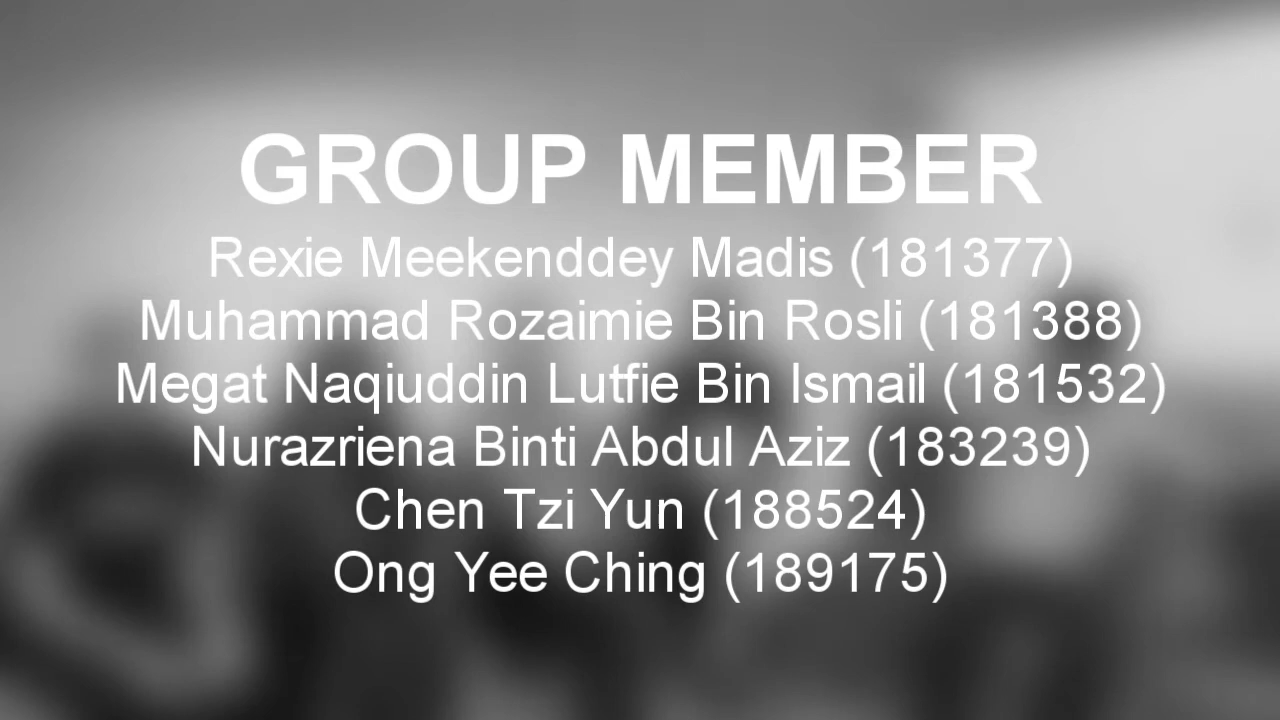 GROUP MEMBER
Rexie Meekenddey Madis (181377)
Muhammad Rozaimie Bin Rosli (181388)
Megat Naqiuddin Lutfie Bin Ismail (181532)
Nurazriena Binti Abdul Aziz (183239)
Chen Tzi Yun (188524)
Ong Yee Ching (189175)